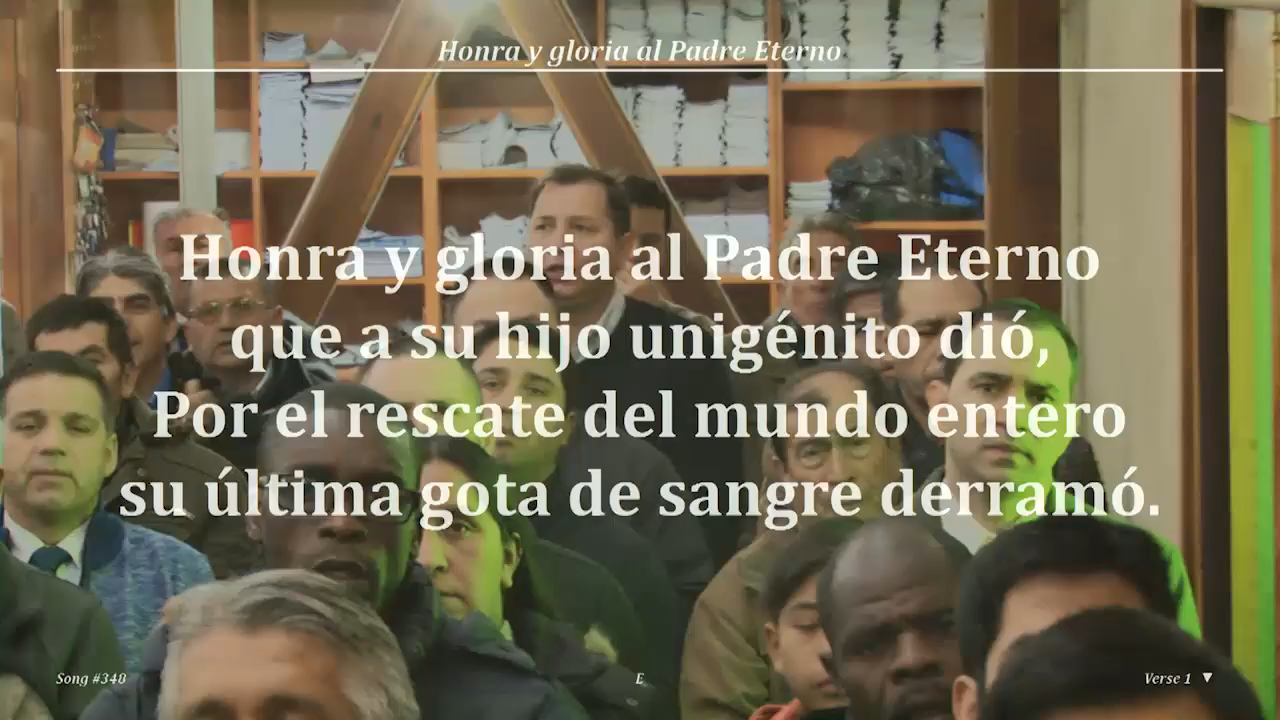 Honra y gloria al Padre Eterno
Honra y gloria al Padre Eterno
que a su hijo unigénito dió,
Por el rescate del mundo entero
su última gota de sangre derramó.
Song #348
E
Verse 1 ▼